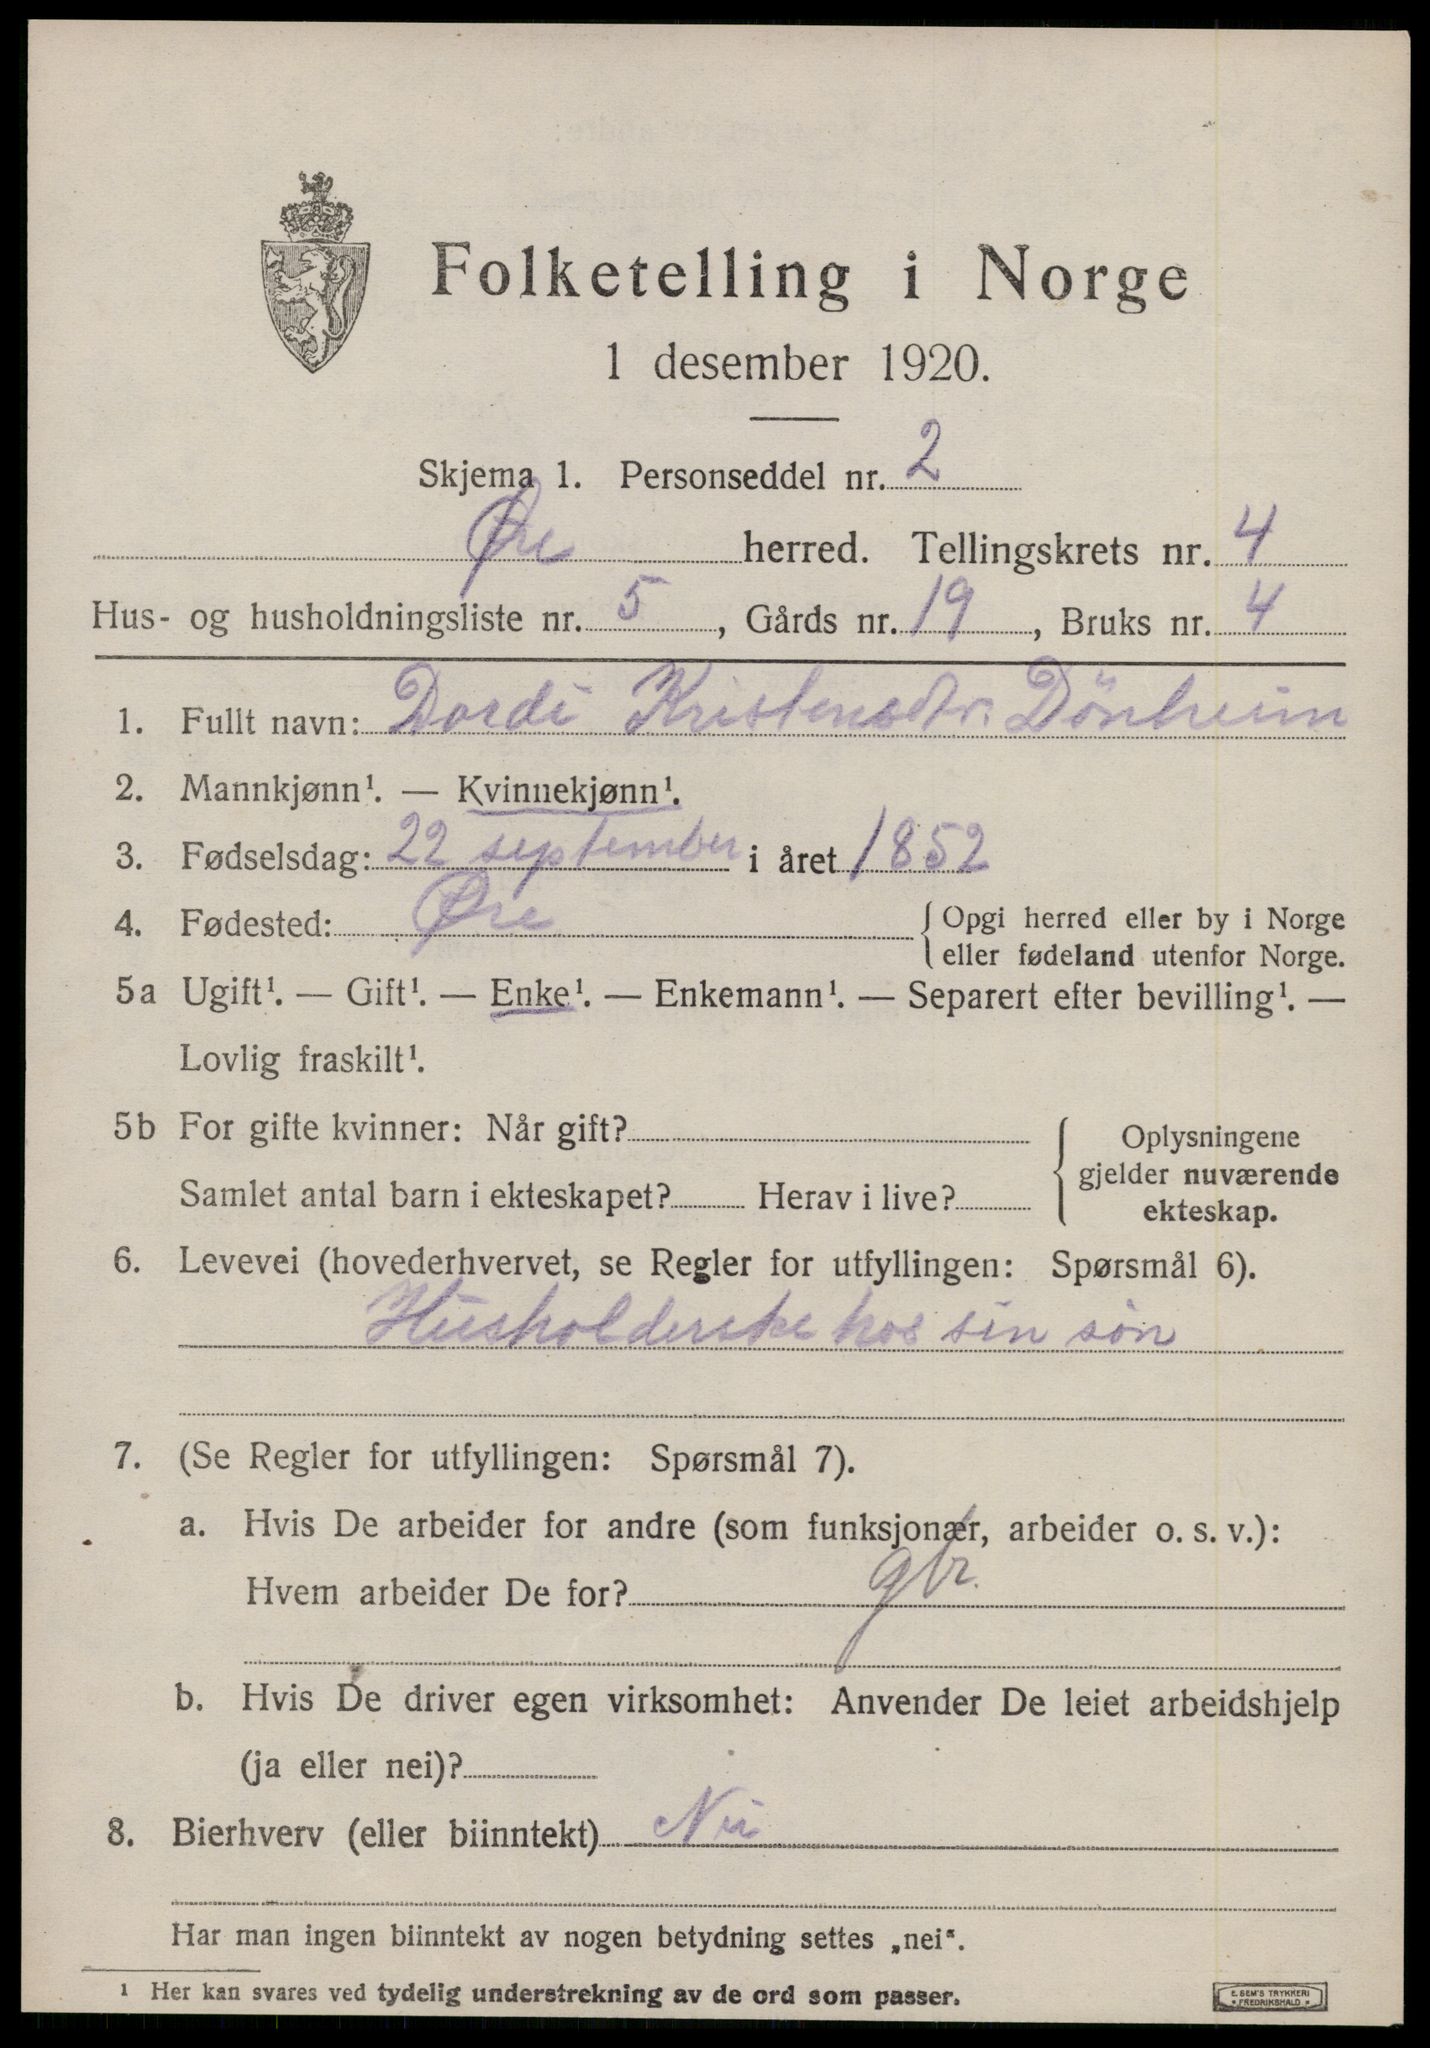 Folketelling i Norge
1 desember 1920.
Skjema 1. Personseddel nr. 2
Øre herred. Tellingskrets nr. 4
Hus- og husholdningsliste nr. 5, Gårds nr. 19, Bruks nr. 4
1. Fullt navn: Dordi Kristensdtr. Dönheim
2. Mannkjønn¹. — Kvinnekjønn¹.
3. Fødselsdag: 22 september i året 1852
4. Fødested: Øre { Opgi herred eller by i Norge
eller fødeland utenfor Norge.
5a Ugift¹. — Gift¹. — Enke¹. — Enkemann¹. — Separert efter bevilling¹. —
Lovlig fraskilt¹.
5b For gifte kvinner: Når gift?
Samlet antal barn i ekteskapet? Herav i live?
{ Oplysningene
gjelder nuværende
ekteskap.
6. Levevei (hovederhvervet, se Regler for utfyllingen: Spørsmål 6).
Husholderske hos sin sön
7. (Se Regler for utfyllingen: Spørsmål 7).
a. Hvis De arbeider for andre (som funksjonær, arbeider o. s. v.):
Hvem arbeider De for? gbr.
b. Hvis De driver egen virksomhet: Anvender De leiet arbeidshjelp
(ja eller nei)?
8. Bierhverv (eller biinntekt) Nei
Har man ingen biinntekt av nogen betydning settes „nei“.
¹ Her kan svares ved tydelig understrekning av de ord som passer.
E. SEM'S TRYKKERI
FREDRIKSHALD